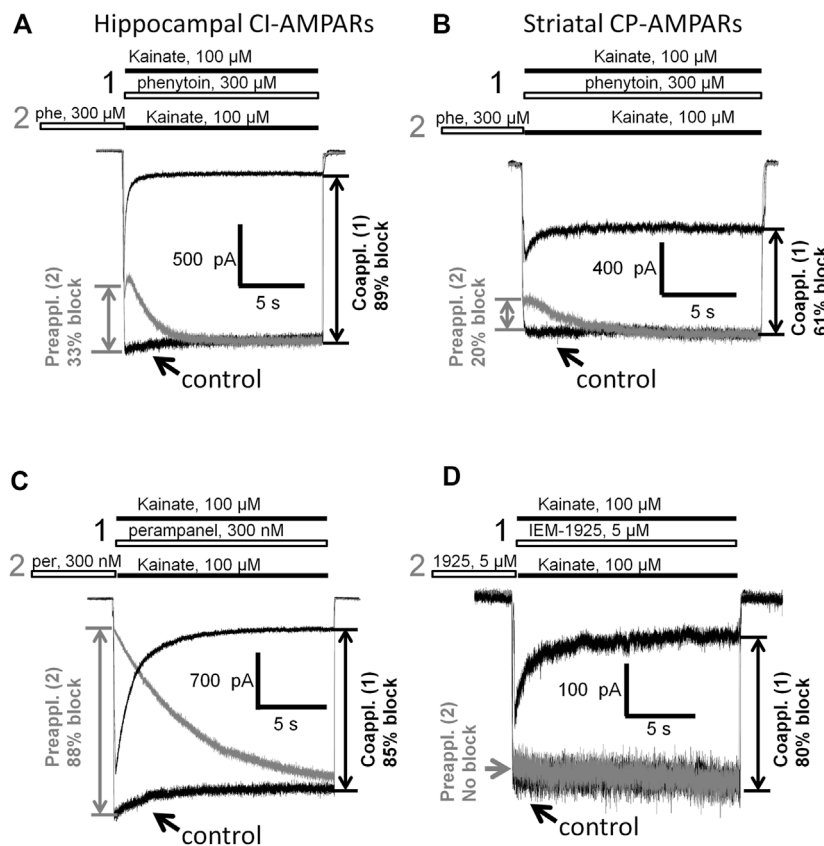 A
Hippocampal CI-AMPARs
Kainate, 100 µM
1
phenytoin, 300 µM
2
phe, 300 µM
Kainate, 100 µM
500 pA
5 s
Preappl. (2)
33% block
Coappl. (1)
89% block
control
B
Striatal CP-AMPARs
Kainate, 100 µM
1
phenytoin, 300 µM
2
phe, 300 µM
Kainate, 100 µM
400 pA
5 s
Preappl. (2)
20% block
Coappl. (1)
61% block
control
C
Kainate, 100 µM
1
perampanel, 300 nM
2
per, 300 nM
Kainate, 100 µM
700 pA
5 s
Preappl. (2)
88% block
Coappl. (1)
85% block
control
D
Kainate, 100 µM
1
IEM-1925, 5 µM
2
1925, 5 µM
Kainate, 100 µM
100 pA
5 s
Preappl. (2)
No block
Coappl. (1)
80% block
control